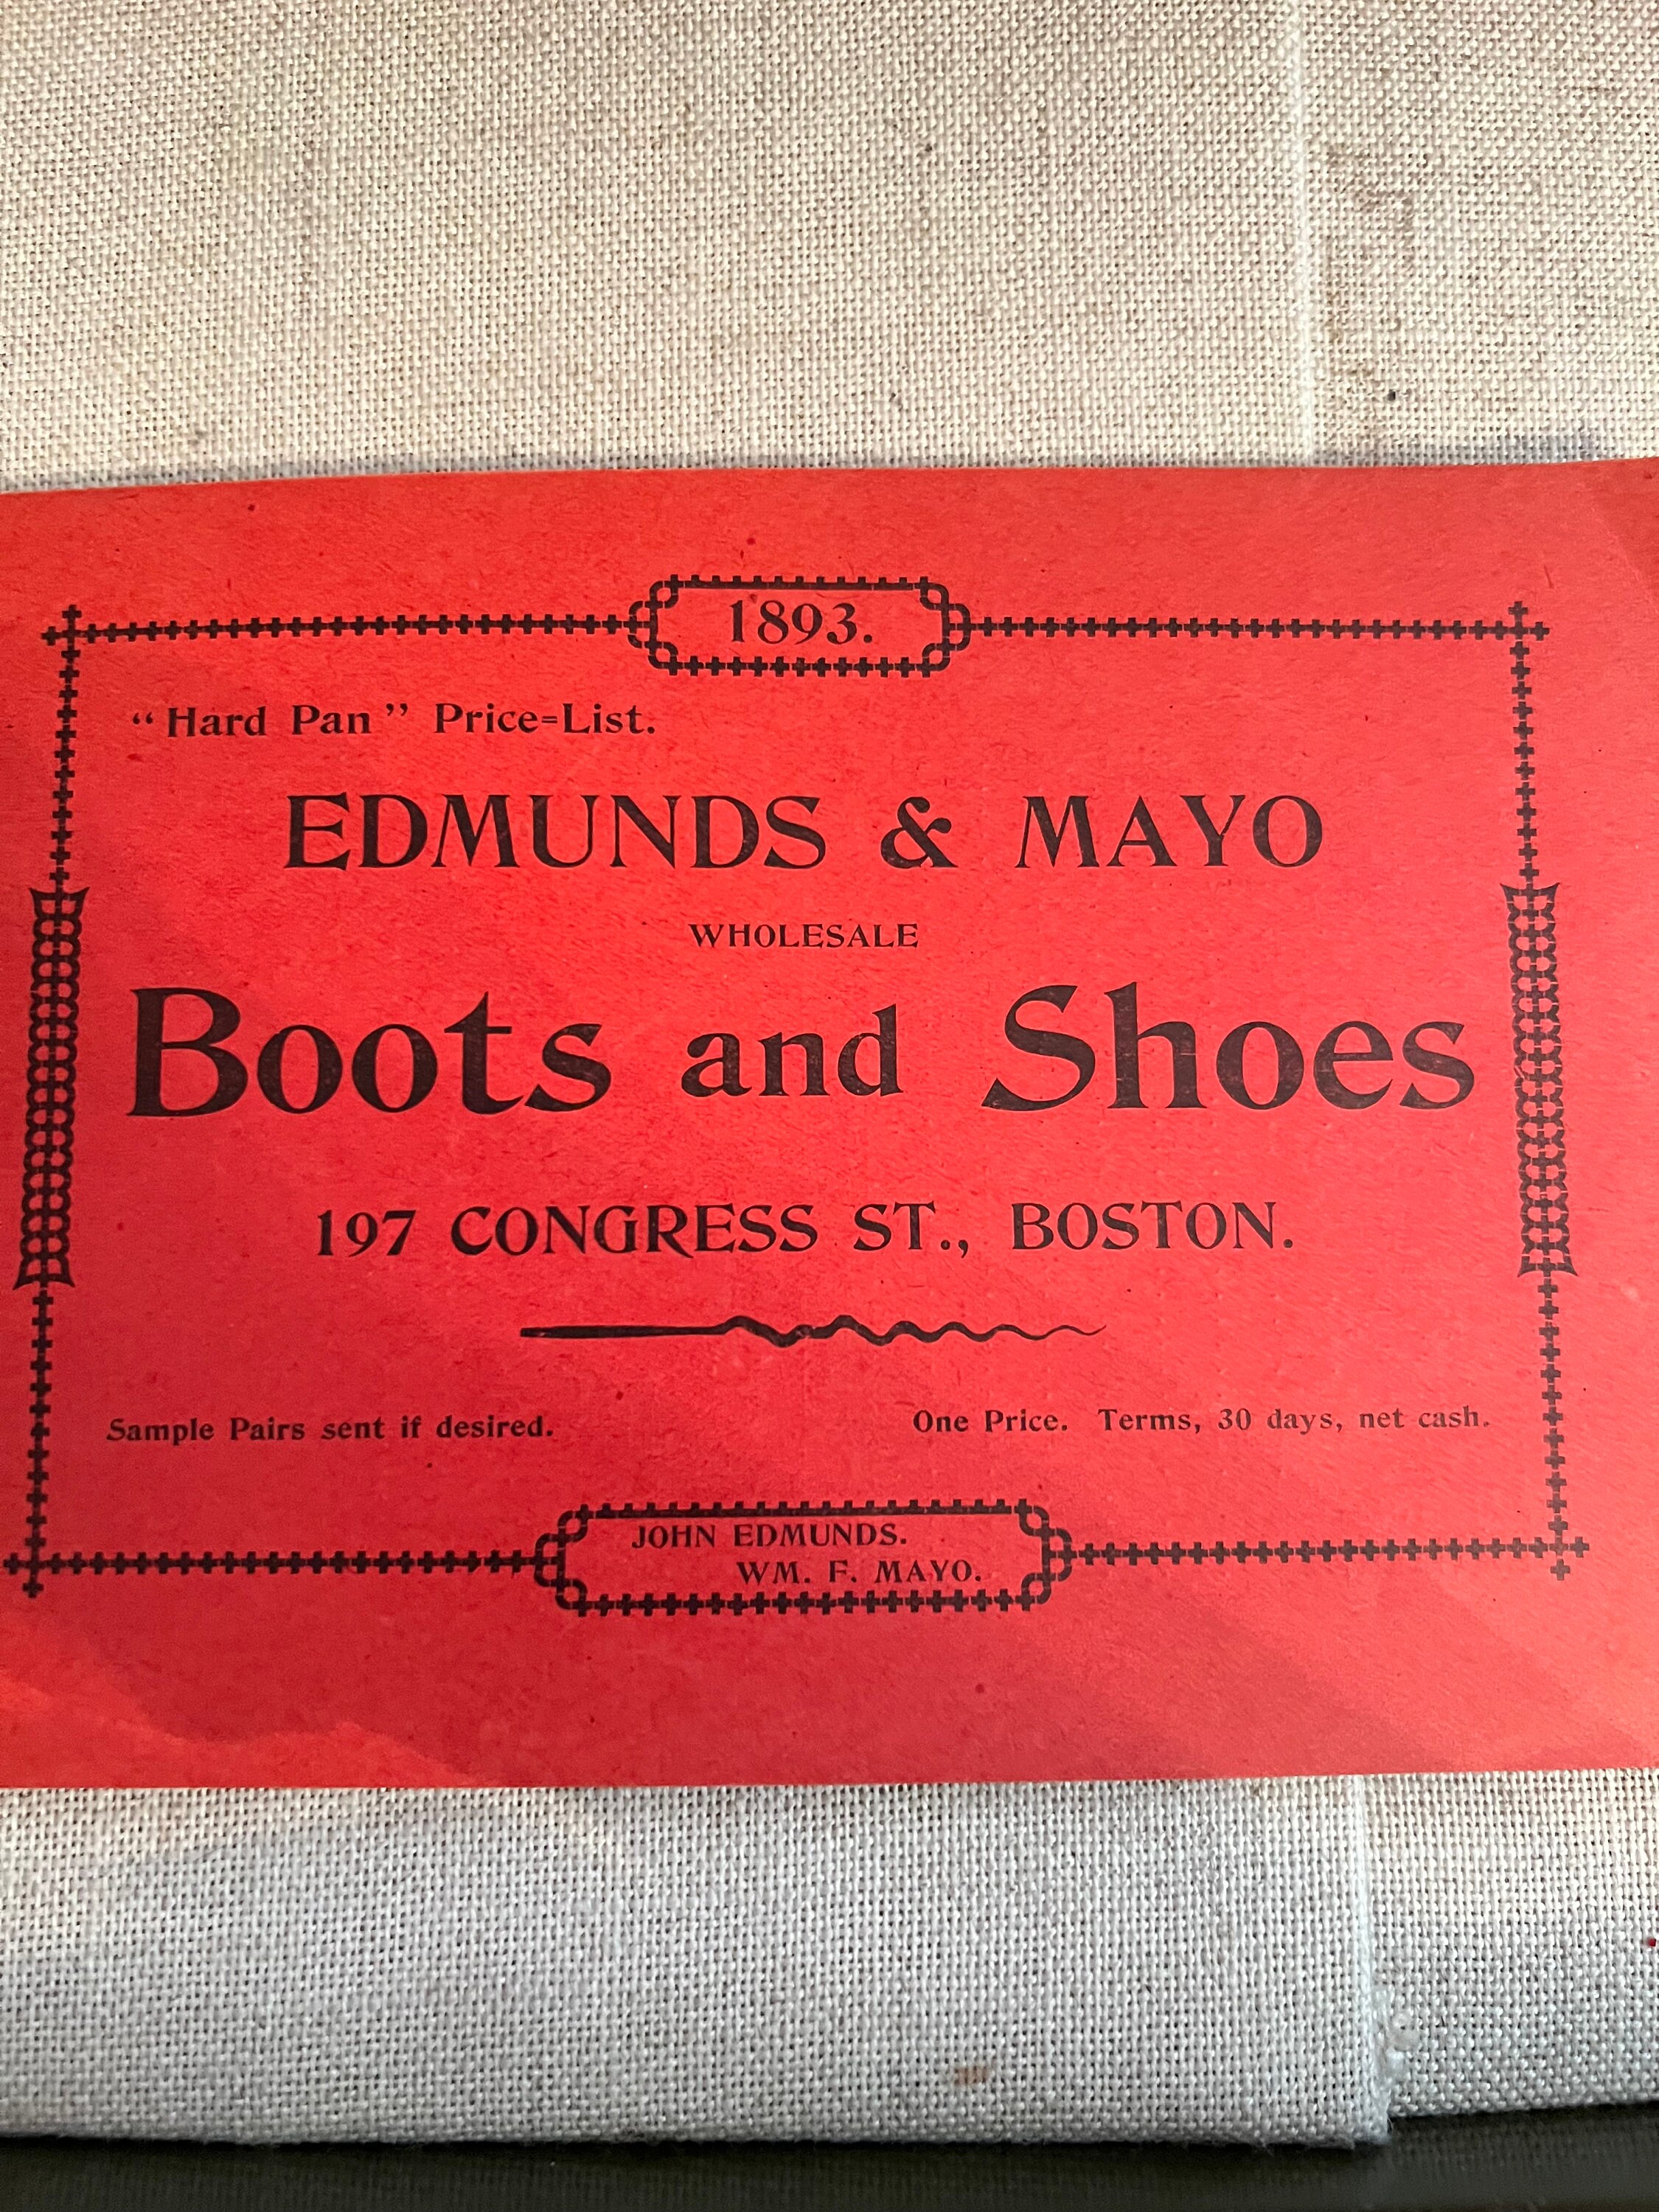 1893.
“Hard Pan” Price=List.
EDMUNDS & MAYO
WHOLESALE
Boots and Shoes
197 CONGRESS ST., BOSTON.
Sample Pairs sent if desired. One Price. Terms, 30 days, net cash.
JOHN EDMUNDS.
WM. F. MAYO.